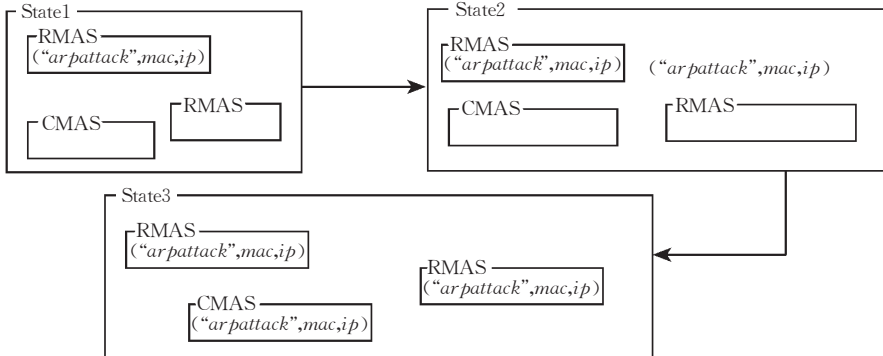 State1
RMAS
(“arpattack”,mac,ip)
RMAS
CMAS
State2
RMAS
(“arpattack”,mac,ip)
(“arpattack”,mac,ip)
CMAS
RMAS
State3
RMAS
(“arpattack”,mac,ip)
RMAS
(“arpattack”,mac,ip)
CMAS
(“arpattack”,mac,ip)